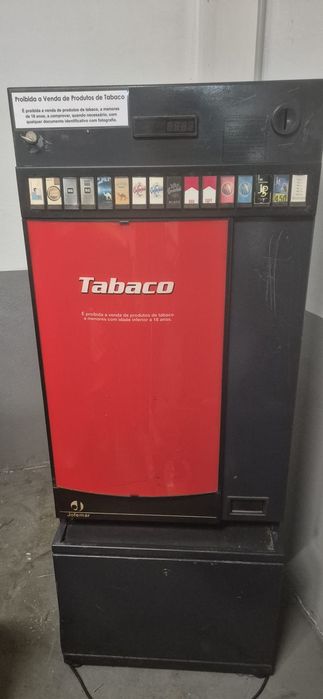 Proibida a Venda de Produtos de Tabaco
É proibida a venda de produtos de tabaco, a menores
de 18 anos, a comprovar, quando necessário, com
qualquer documento identificativo com fotografia.
Tabaco
É proibida a venda de produtos de tabaco
a menores com idade inferior a 18 anos.
Jofemar